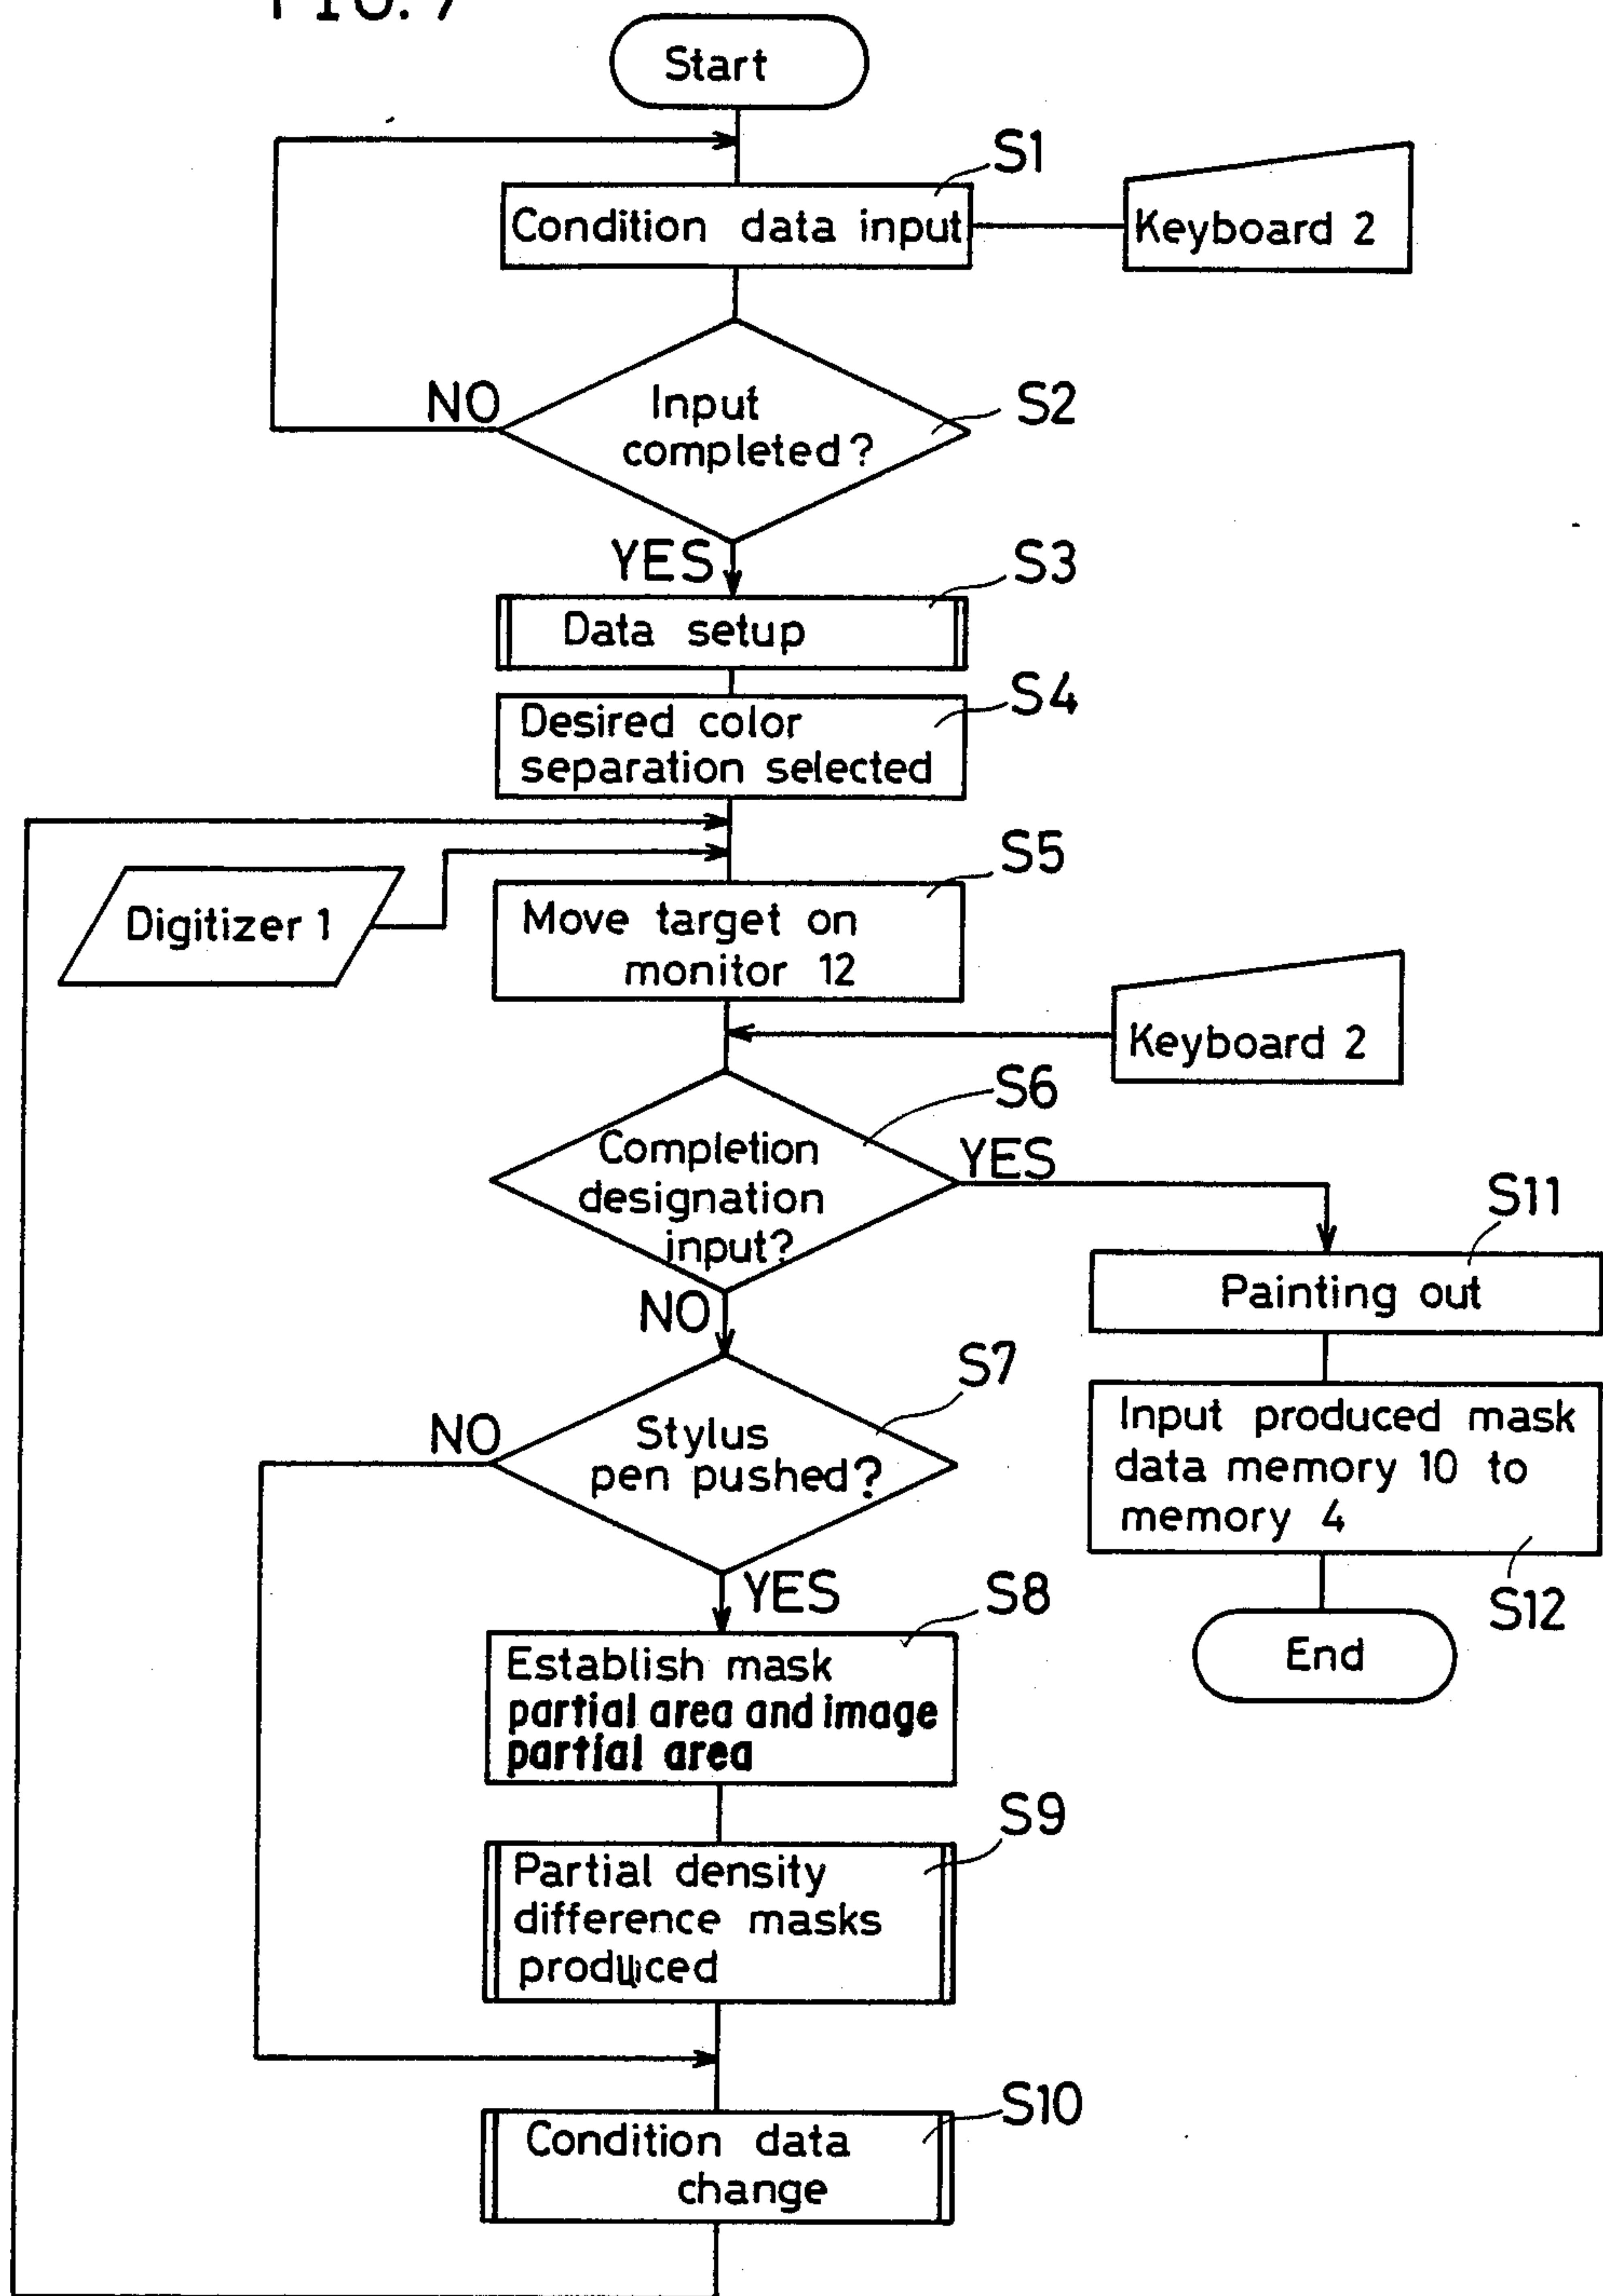 FIG. 7
Start
S1
Condition data input
Keyboard 2
NO
Input
completed?
S2
YES
S3
Data setup
S4
Desired color
separation selected
S5
Digitizer 1
Move target on
monitor 12
Keyboard 2
S6
Completion
designation
input?
YES
S11
Painting out
NO
S7
NO
Stylus
pen pushed?
Input produced mask
data memory 10 to
memory 4
S12
End
YES
S8
Establish mask
partial area and image
partial area
S9
Partial density
difference masks
produced
S10
Condition data
change